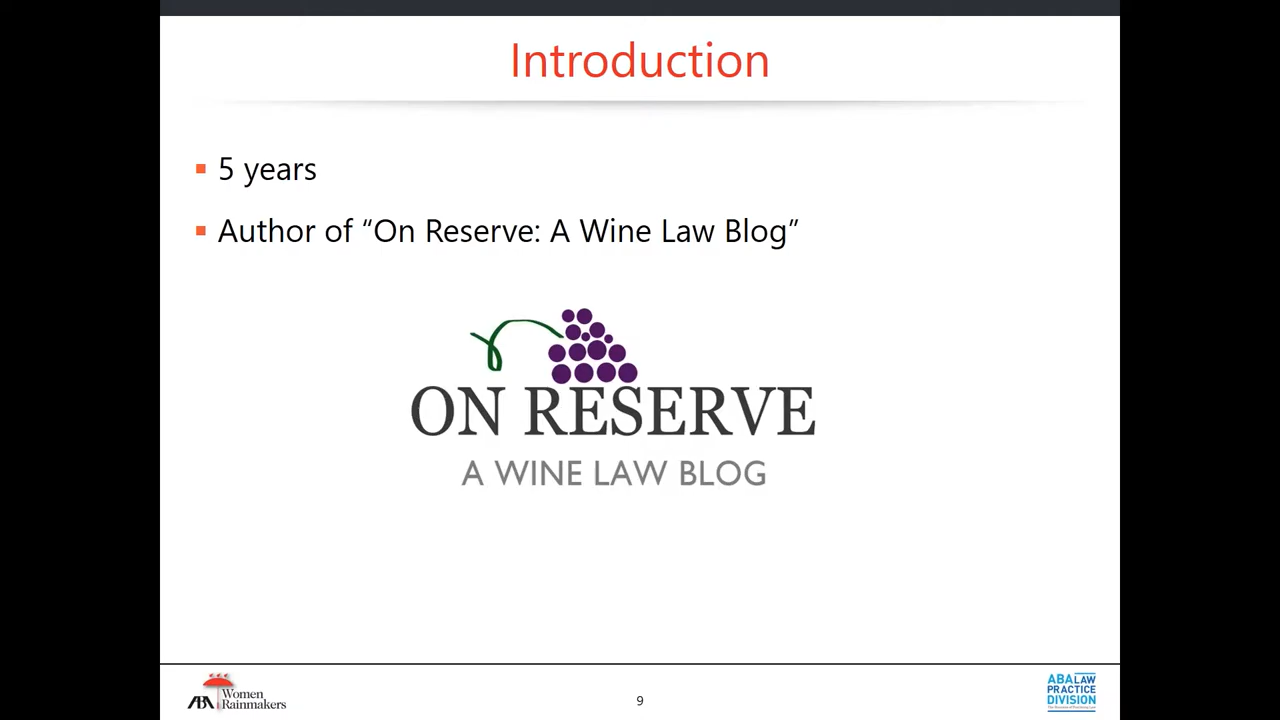 Introduction
5 years
Author of “On Reserve: A Wine Law Blog”
ON RESERVE
A WINE LAW BLOG
ABA Women
Rainmakers
9
ABA LAW
PRACTICE
DIVISION